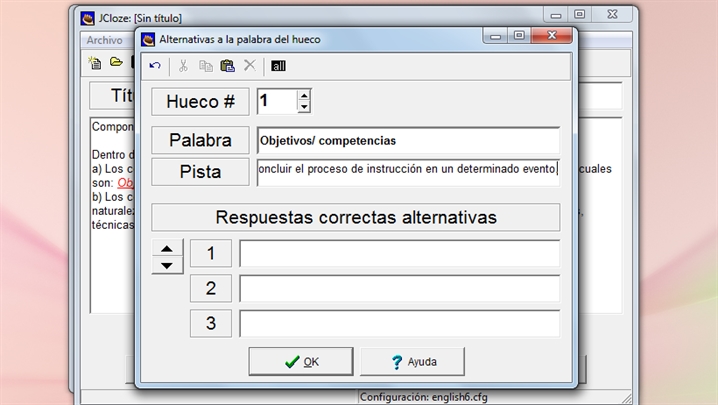 JCloze: [Sin título]
Archivo
Alternativas a la palabra del hueco
all
Hueco # 1
Palabra Objetivos/ competencias
Pista oncluir el proceso de instrucción en un determinado evento
Respuestas correctas alternativas
1
2
3
OK
Ayuda
Compon
Dentro d
a) Los c cuales
son: Ob
b) Los c
naturalez
técnicas
Configuración: english6.cfg